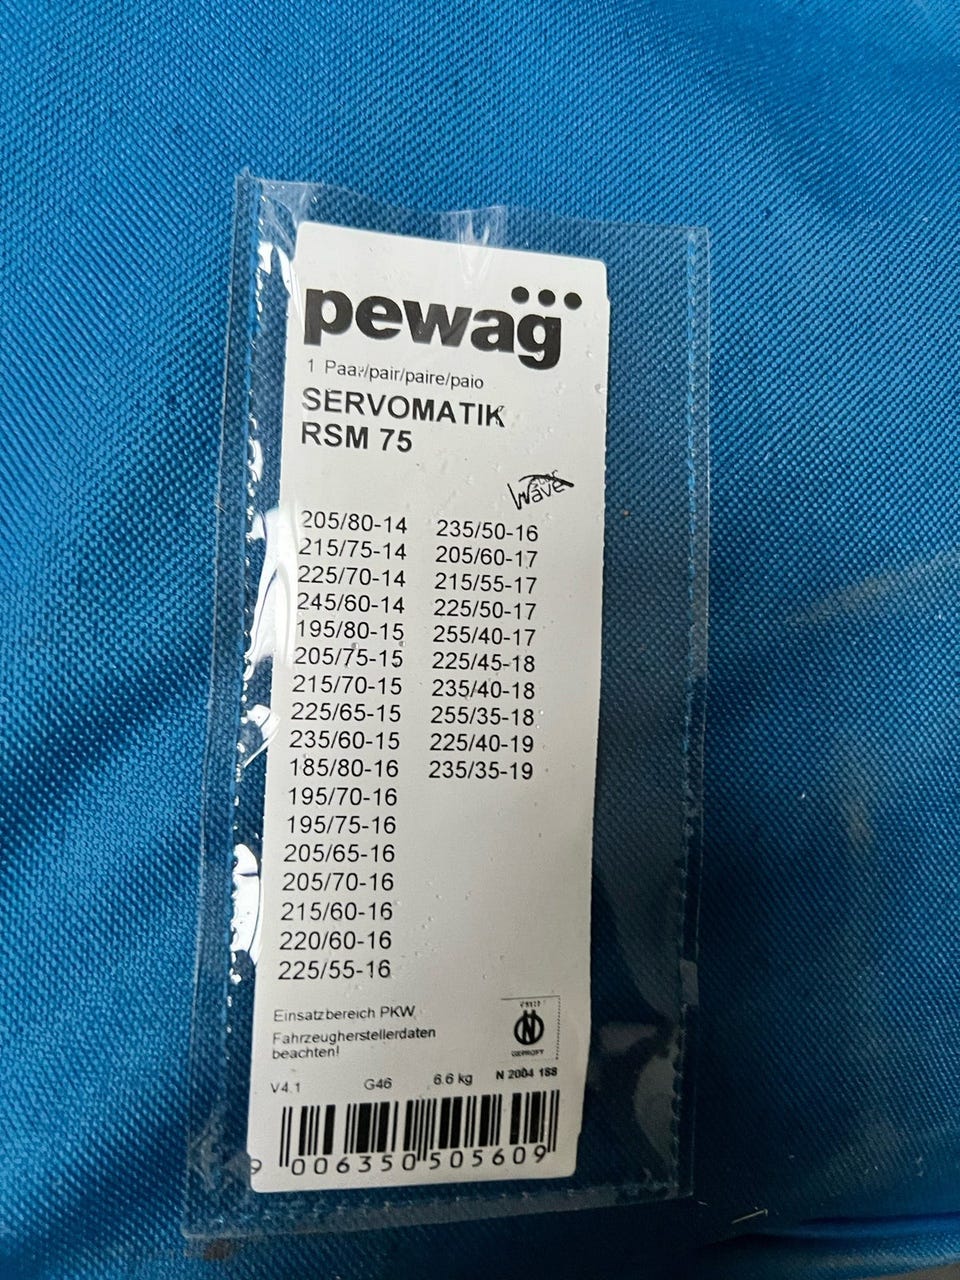 pewag
1 Paar/pair/paire/paio
SERVOMATIK
RSM 75
star
wave
205/80-14
215/75-14
225/70-14
245/60-14
195/80-15
205/75-15
215/70-15
225/65-15
235/60-15
185/80-16
195/70-16
195/75-16
205/65-16
205/70-16
215/60-16
220/60-16
225/55-16
235/50-16
205/60-17
215/55-17
225/50-17
255/40-17
225/45-18
235/40-18
255/35-18
225/40-19
235/35-19
Einsatzbereich PKW
Fahrzeugherstellerdaten
beachten!
GEPRÜFT
V4.1 G46 6.6 kg N 2004 188
9 006350 505609